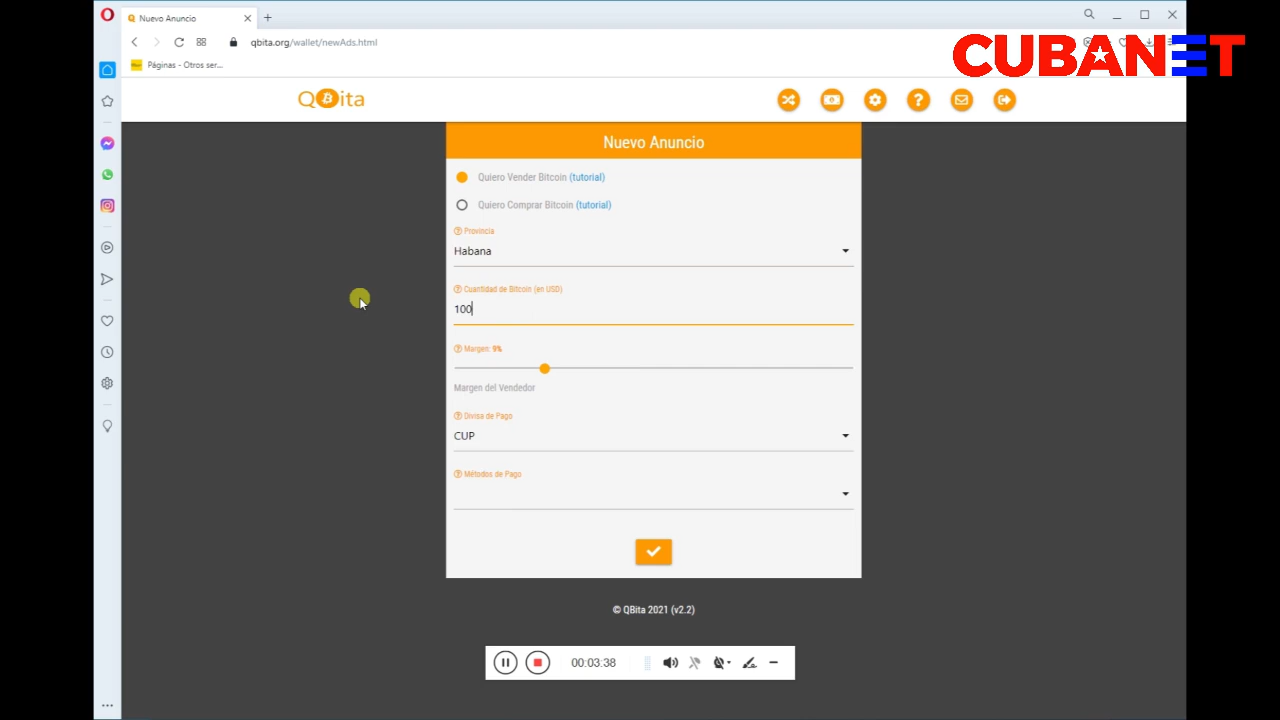 Nuevo Anuncio
qbita.org/wallet/newAds.html
Páginas - Otros ser...
CUBANET
QBita
Nuevo Anuncio
Quiero Vender Bitcoin (tutorial)
Quiero Comprar Bitcoin (tutorial)
Provincia
Habana
Cuantidad de Bitcoin (en USD)
100
Margen: 9%
Margen del Vendedor
Divisa de Pago
CUP
Métodos de Pago
© QBita 2021 (v2.2)
00:03:38